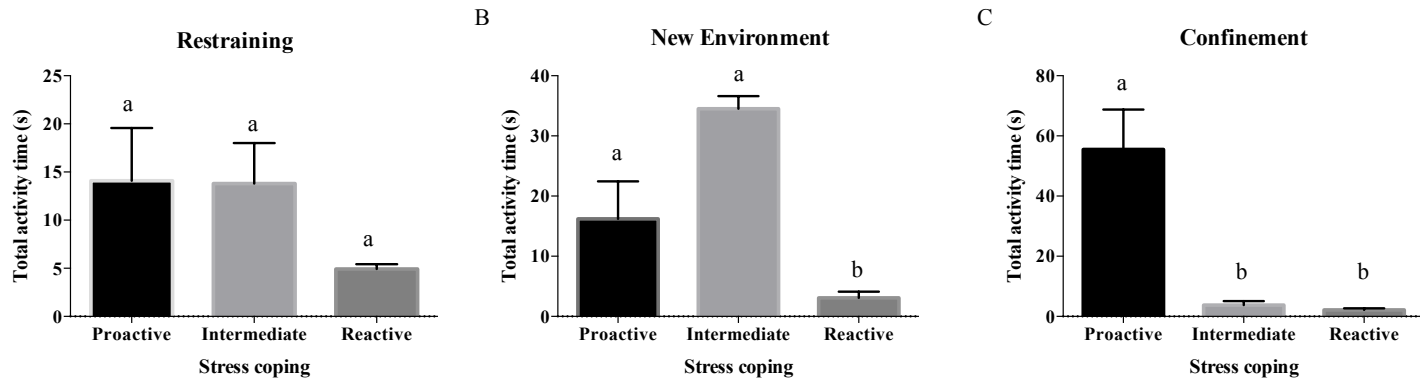 B
C
Restraining
New Environment
Confinement
Total activity time (s)
25
20
15
10
5
0
a
a
a
Proactive
Intermediate
Reactive
Stress coping
Total activity time (s)
40
30
20
10
0
a
a
b
Proactive
Intermediate
Reactive
Stress coping
Total activity time (s)
80
60
40
20
0
a
b
b
Proactive
Intermediate
Reactive
Stress coping